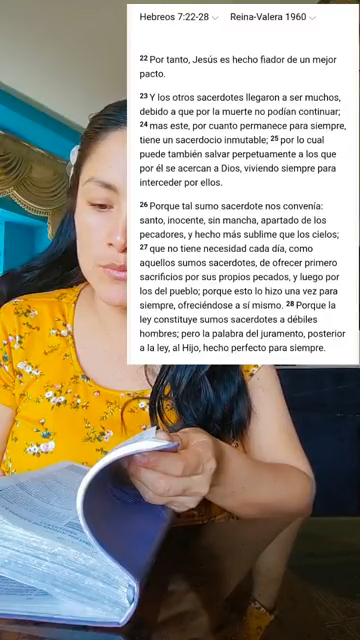 Hebreos 7:22-28 Reina-Valera 1960
22 Por tanto, Jesús es hecho fiador de un mejor
pacto.
23 Y los otros sacerdotes llegaron a ser muchos,
debido a que por la muerte no podían continuar;
24 mas este, por cuanto permanece para siempre,
tiene un sacerdocio inmutable; 25 por lo cual
puede también salvar perpetuamente a los que
por él se acercan a Dios, viviendo siempre para
interceder por ellos.
26 Porque tal sumo sacerdote nos convenía:
santo, inocente, sin mancha, apartado de los
pecadores, y hecho más sublime que los cielos;
27 que no tiene necesidad cada día, como
aquellos sumos sacerdotes, de ofrecer primero
sacrificios por sus propios pecados, y luego por
los del pueblo; porque esto lo hizo una vez para
siempre, ofreciéndose a sí mismo. 28 Porque la
ley constituye sumos sacerdotes a débiles
hombres; pero la palabra del juramento, posterior
a la ley, al Hijo, hecho perfecto para siempre.